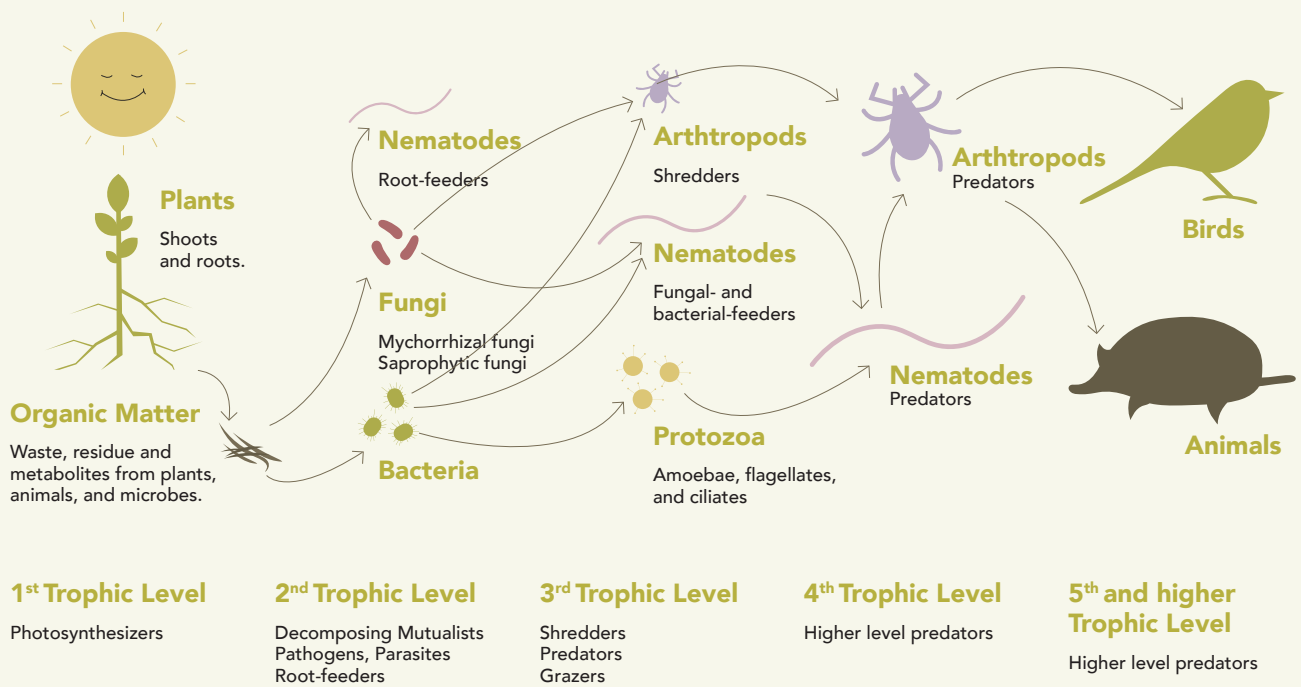 Plants
Shoots
and roots.
Organic Matter
Waste, residue and
metabolites from plants,
animals, and microbes.
Nematodes
Root-feeders
Fungi
Mychorrhizal fungi
Saprophytic fungi
Bacteria
Arthtropods
Shredders
Nematodes
Fungal- and
bacterial-feeders
Protozoa
Amoebae, flagellates,
and ciliates
Arthtropods
Predators
Nematodes
Predators
Birds
Animals
1st Trophic Level
Photosynthesizers
2nd Trophic Level
Decomposing Mutualists
Pathogens, Parasites
Root-feeders
3rd Trophic Level
Shredders
Predators
Grazers
4th Trophic Level
Higher level predators
5th and higher
Trophic Level
Higher level predators